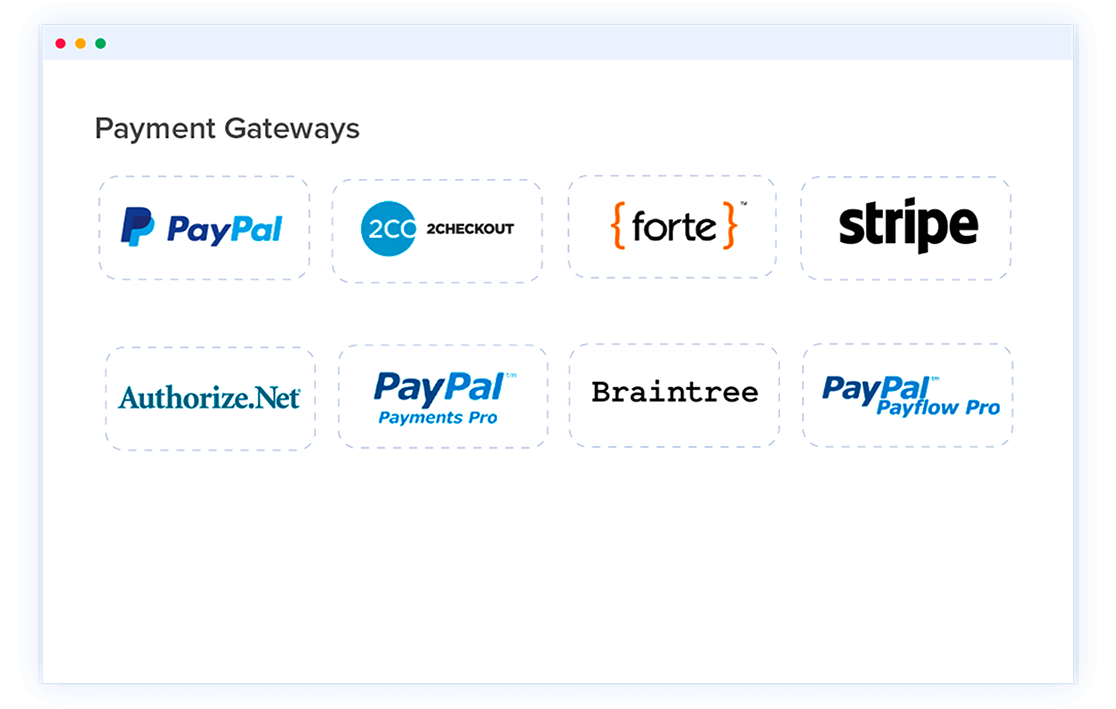 Payment Gateways
PayPal
2CO 2CHECKOUT
{forte}™
stripe
Authorize.Net
PayPal™
Payments Pro
Braintree
PayPal™
Payflow Pro